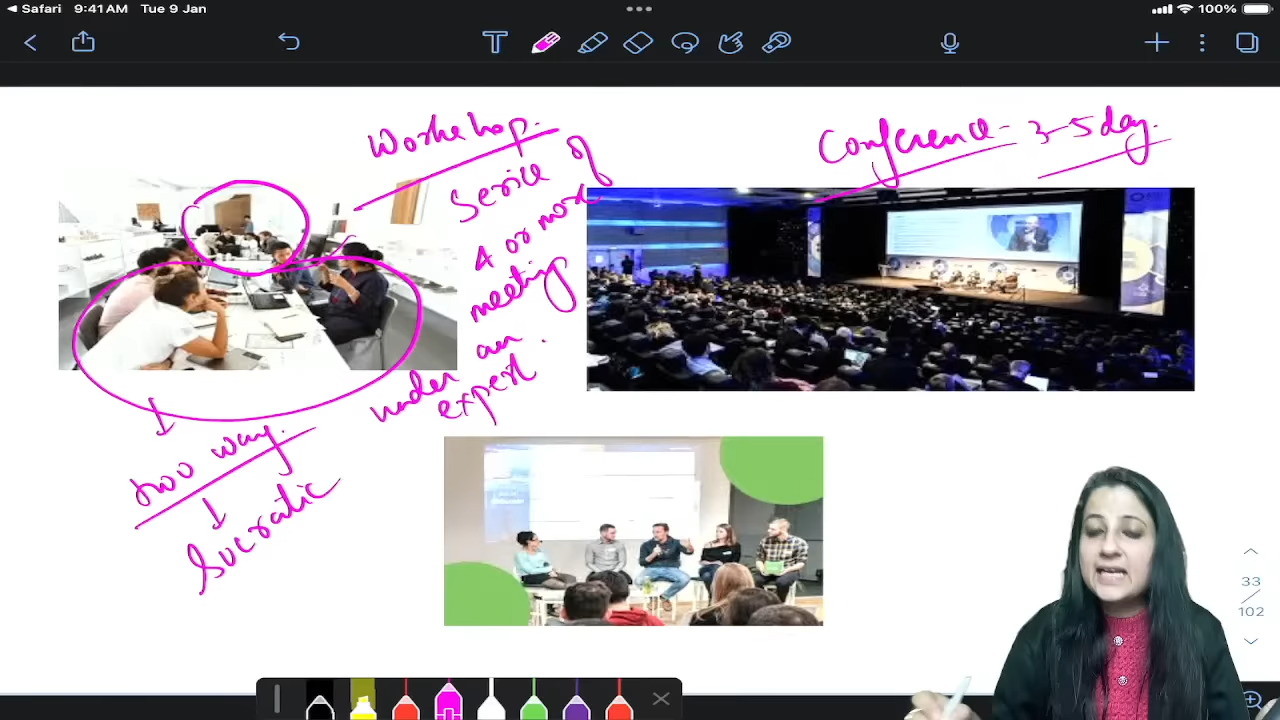 Safari 9:41 AM Tue 9 Jan
100%
T
Workshop.
Serice of
4 or more
meeting
under an
expert.
two way.
Socratic
Conference- 3-5 day.
33
102